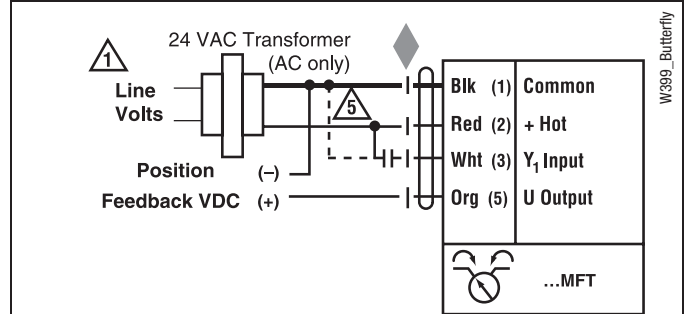 24 VAC Transformer
(AC only)
1
Line
Volts
5
Position (–)
Feedback VDC (+)
Blk (1) Common
Red (2) + Hot
Wht (3) Y₁ Input
Org (5) U Output
...MFT
W399_Butterfly